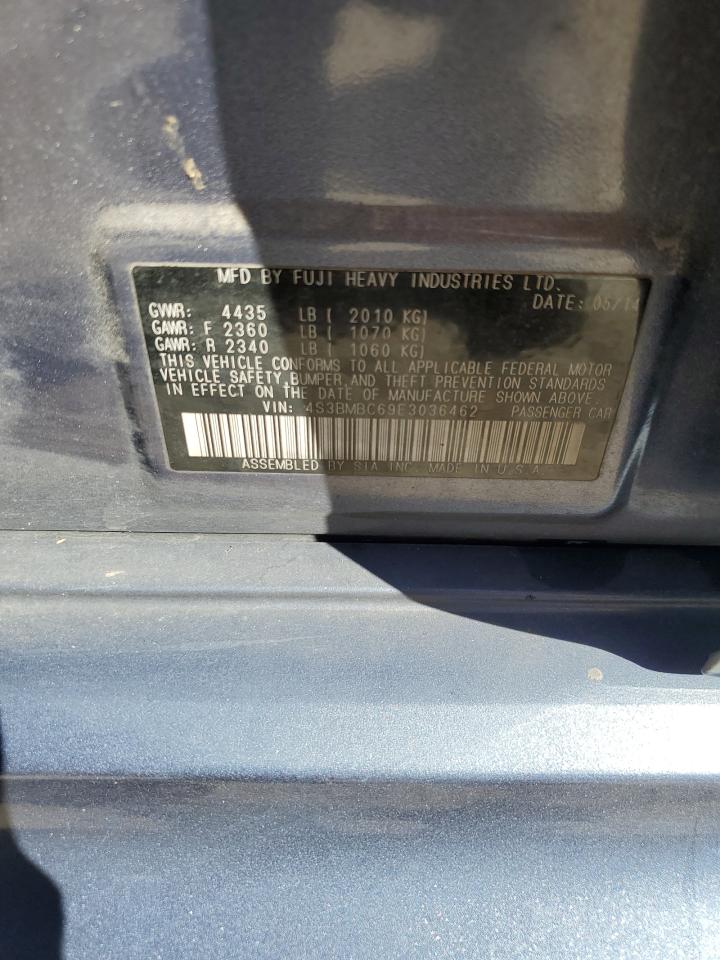 MFD BY FUJI HEAVY INDUSTRIES LTD.
DATE: 05/14
GVWR: 4435 LB ( 2010 KG)
GAWR: F 2360 LB ( 1070 KG)
GAWR: R 2340 LB ( 1060 KG)
THIS VEHICLE CONFORMS TO ALL APPLICABLE FEDERAL MOTOR
VEHICLE SAFETY,BUMPER,AND THEFT PREVENTION STANDARDS
IN EFFECT ON THE DATE OF MANUFACTURE SHOWN ABOVE.
VIN: 4S3BMBC69E3036462 PASSENGER CAR
ASSEMBLED BY SIA INC. MADE IN U.S.A.